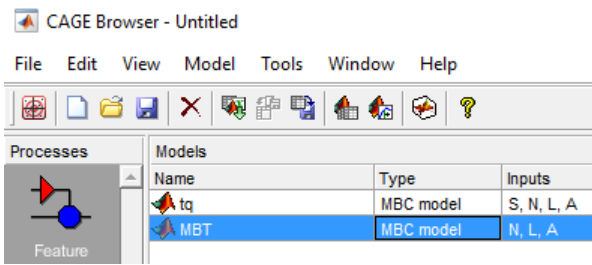 CAGE Browser - Untitled
File Edit View Model Tools Window Help
Processes Models
Name Type Inputs
tq MBC model S, N, L, A
MBT MBC model N, L, A
Feature